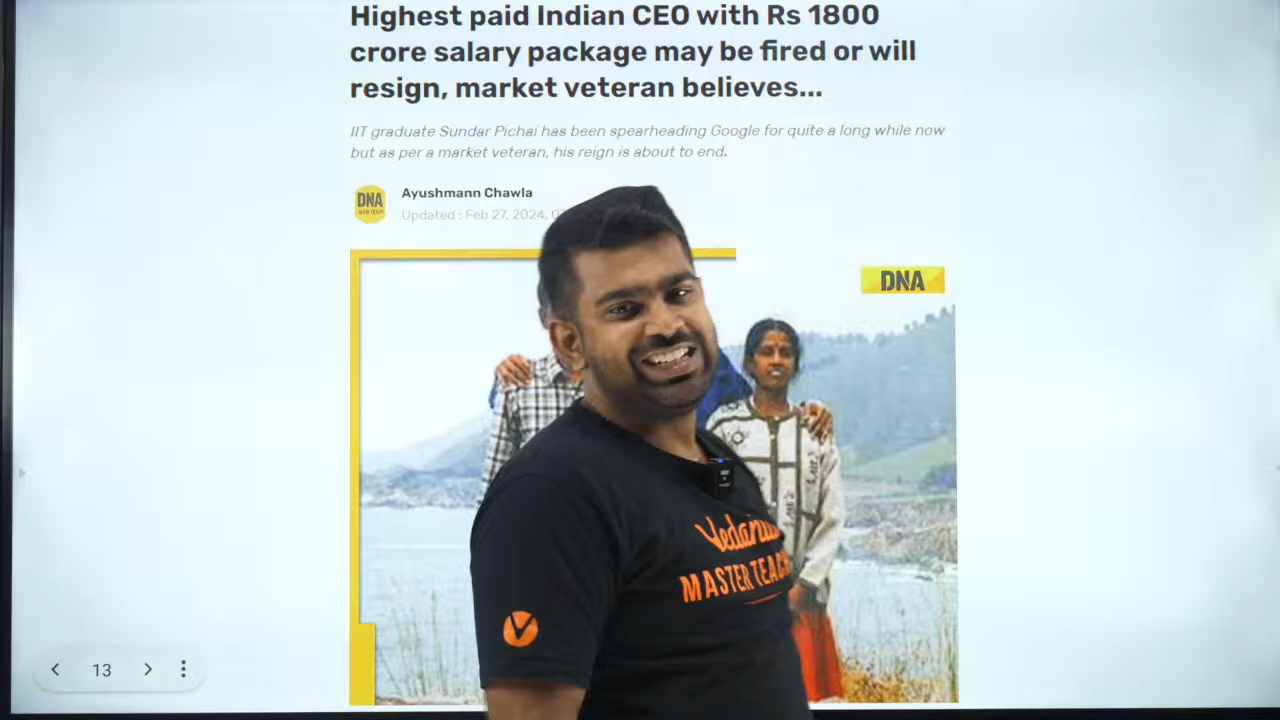 Highest paid Indian CEO with Rs 1800
crore salary package may be fired or will
resign, market veteran believes...
IIT graduate Sundar Pichai has been spearheading Google for quite a long while now
but as per a market veteran, his reign is about to end.
DNA
WEB TEAM
Ayushmann Chawla
Updated : Feb 27, 2024,
DNA
MASTER
13